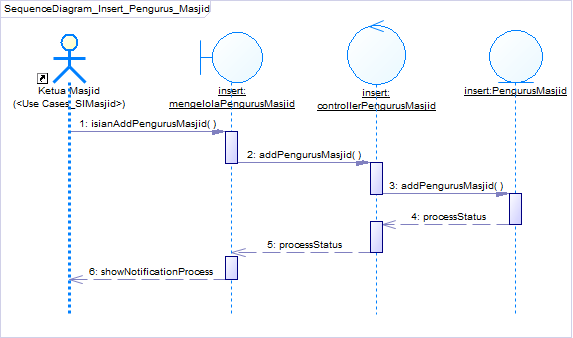 SequenceDiagram_Insert_Pengurus_Masjid
Ketua Masjid
(<Use Cases_SIMasjid>)
insert:
mengelolaPengurusMasjid
insert:
controllerPengurusMasjid
insert:PengurusMasjid
1: isianAddPengurusMasjid( )
2: addPengurusMasjid( )
3: addPengurusMasjid( )
4: processStatus
5: processStatus
6: showNotificationProcess